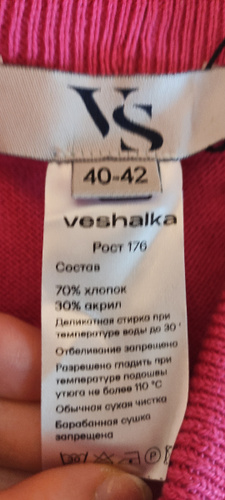 VS
40-42
veshalka
Рост 176
Состав
70% хлопок
30% акрил
Деликатная стирка при
температуре воды до 30°
Отбеливание запрещено
Разрешено гладить при
температуре подошвы
утюга не более 110°С
Обычная сухая чистка
Барабанная сушка
запрещена
P